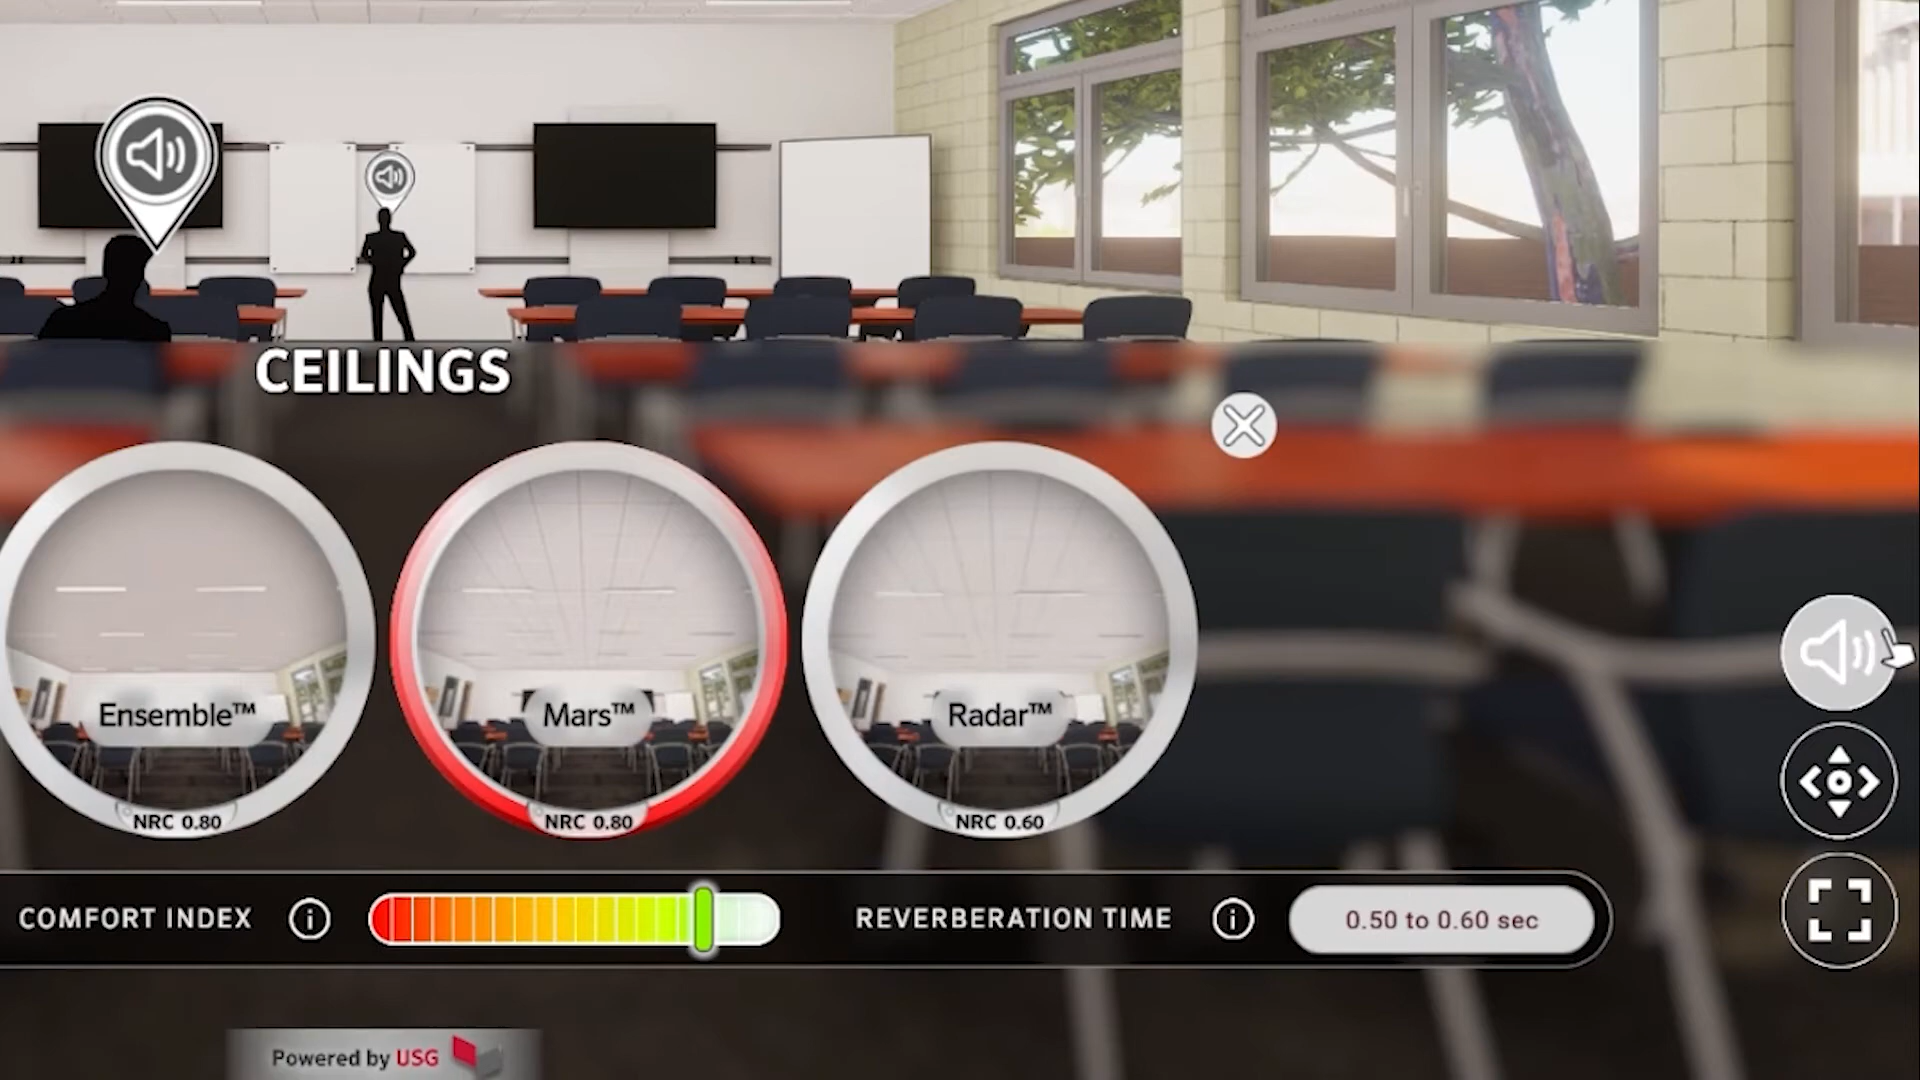 CEILINGS
Ensemble™
Mars™
Radar™
NRC 0.80
NRC 0.80
NRC 0.60
COMFORT INDEX
REVERBERATION TIME
0.50 to 0.60 sec
Powered by USG